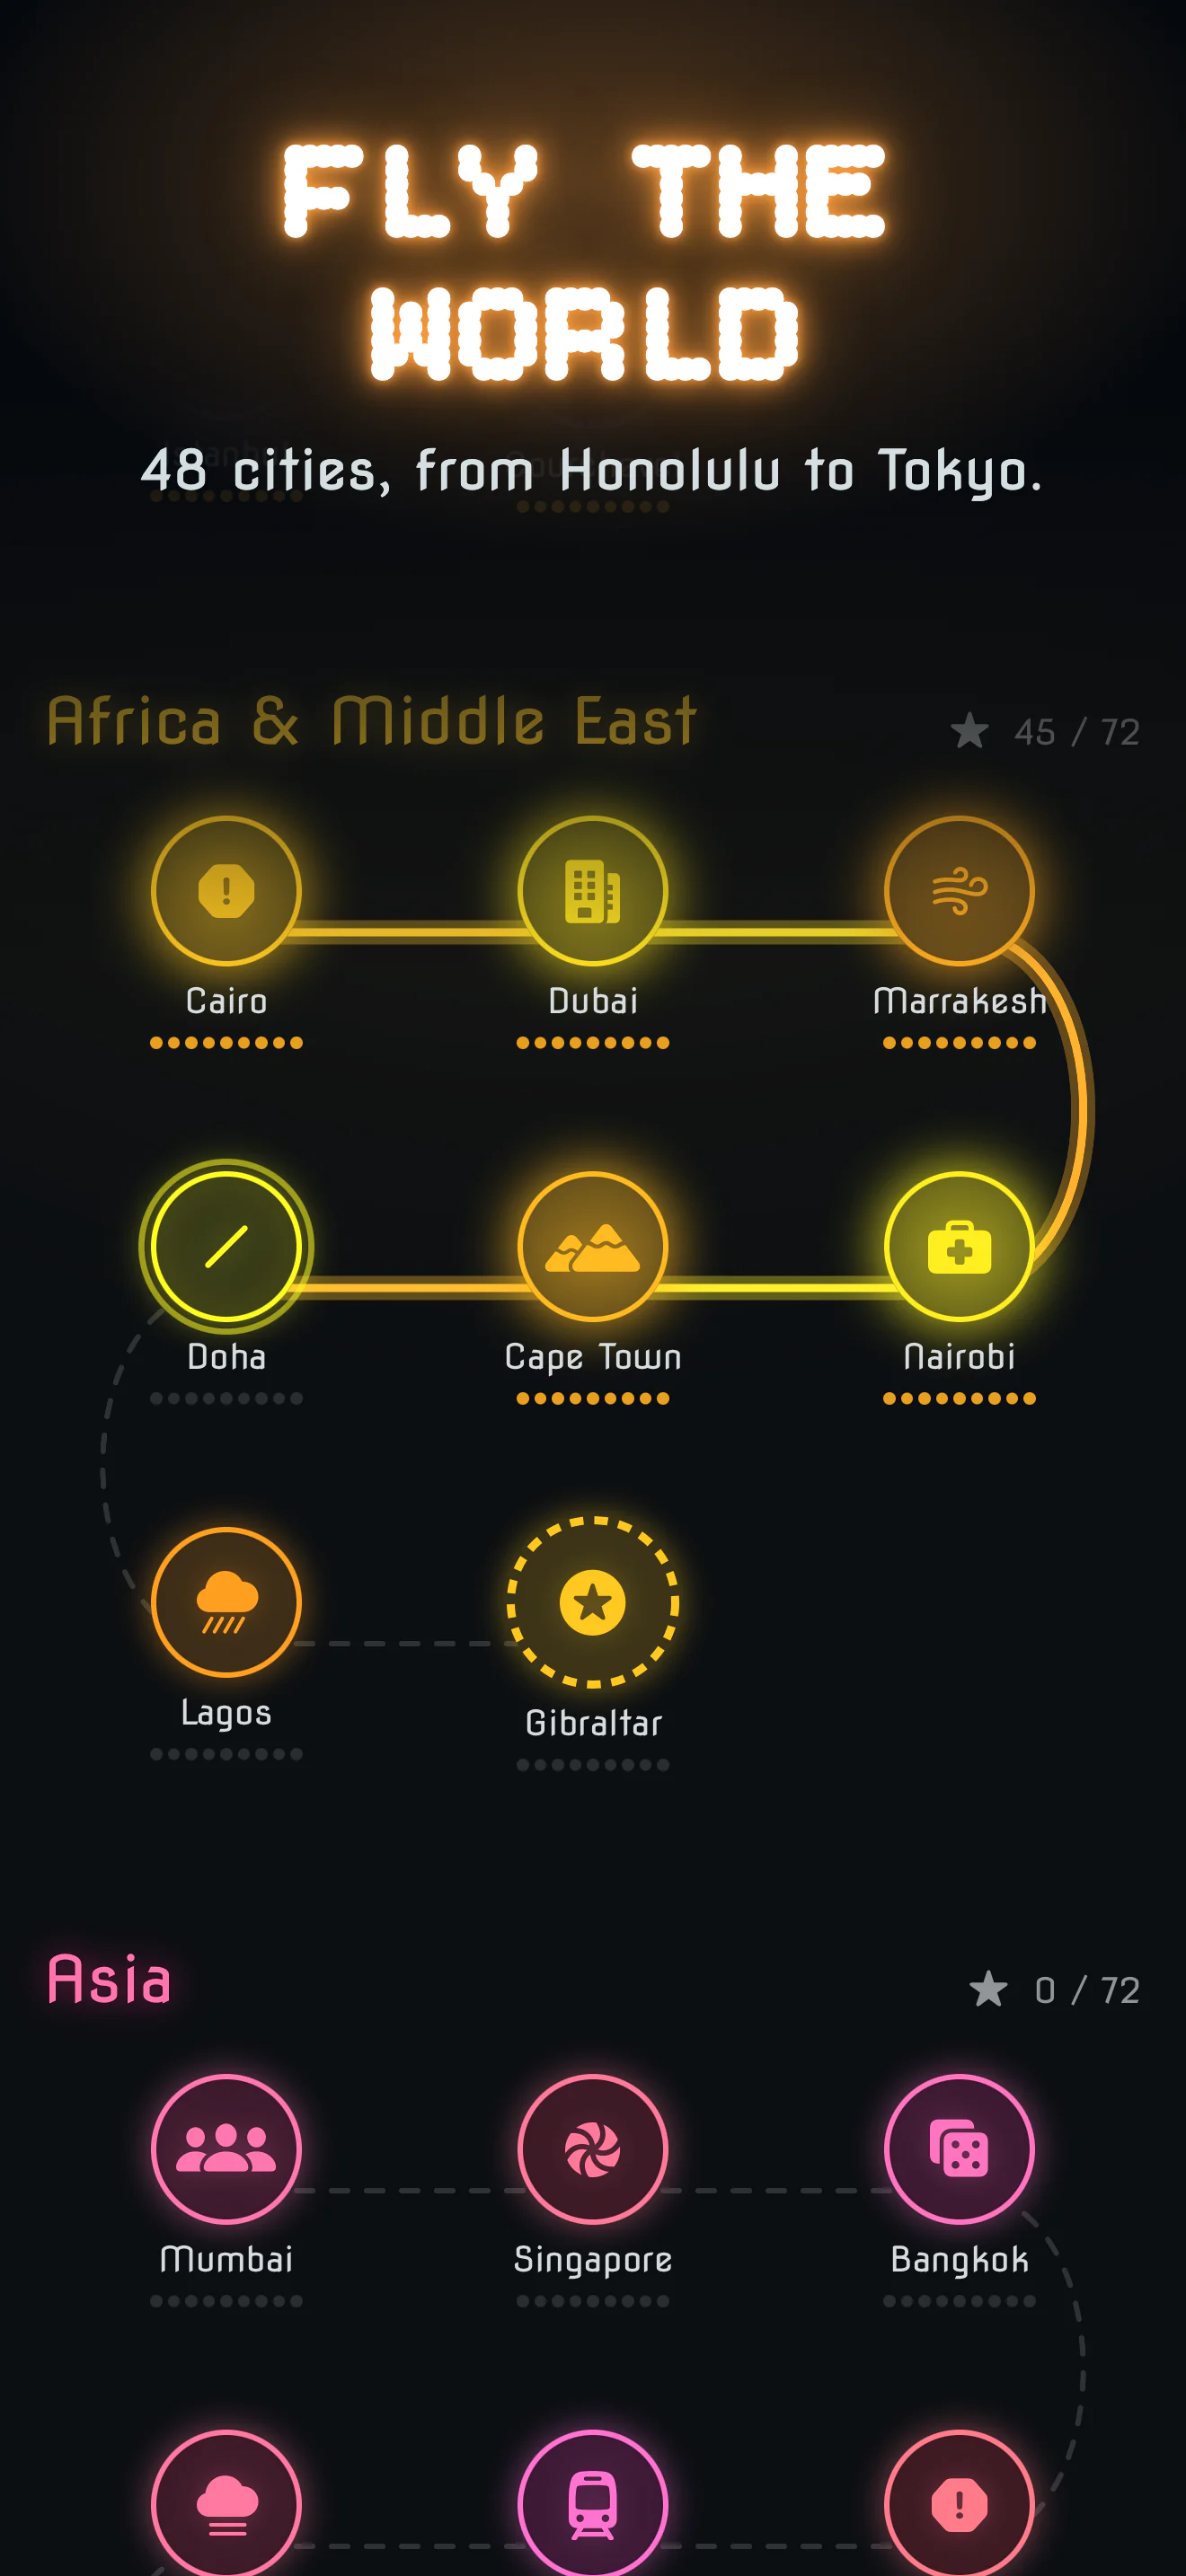 FLY THE
WORLD
48 cities, from Honolulu to Tokyo.
Africa & Middle East
45 / 72
Cairo
Dubai
Marrakesh
Doha
Cape Town
Nairobi
Lagos
Gibraltar
Asia
0 / 72
Mumbai
Singapore
Bangkok